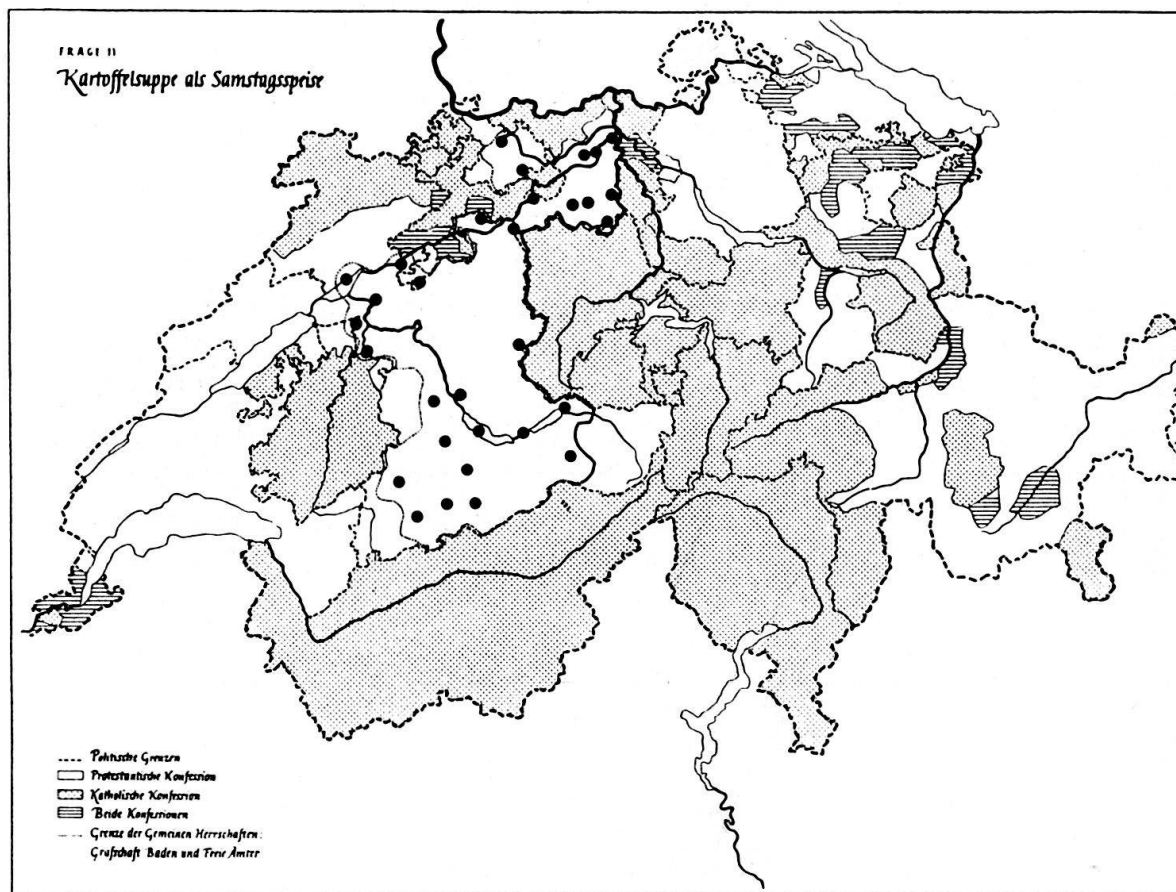 FRAGE II
Kartoffelsuppe als Samstagsspeise
Politische Grenzen
Protestantische Konfession
Katholische Konfession
Beide Konfessionen
Grenze der Gemeinen Herrschaften:
Grafschaft Baden und Freie Ämter